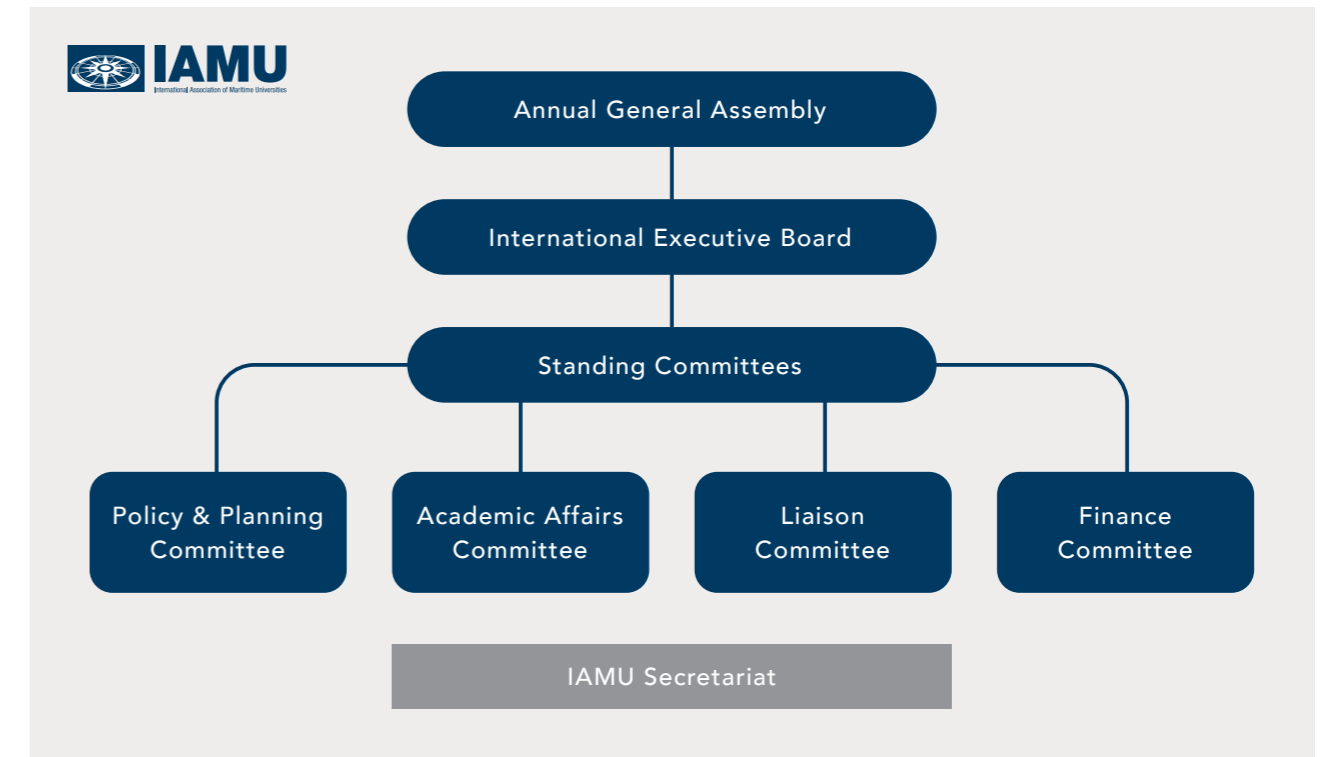 IAMU
International Association of Maritime Universities
Annual General Assembly
International Executive Board
Standing Committees
Policy & Planning
Committee
Academic Affairs
Committee
Liaison
Committee
Finance
Committee
IAMU Secretariat